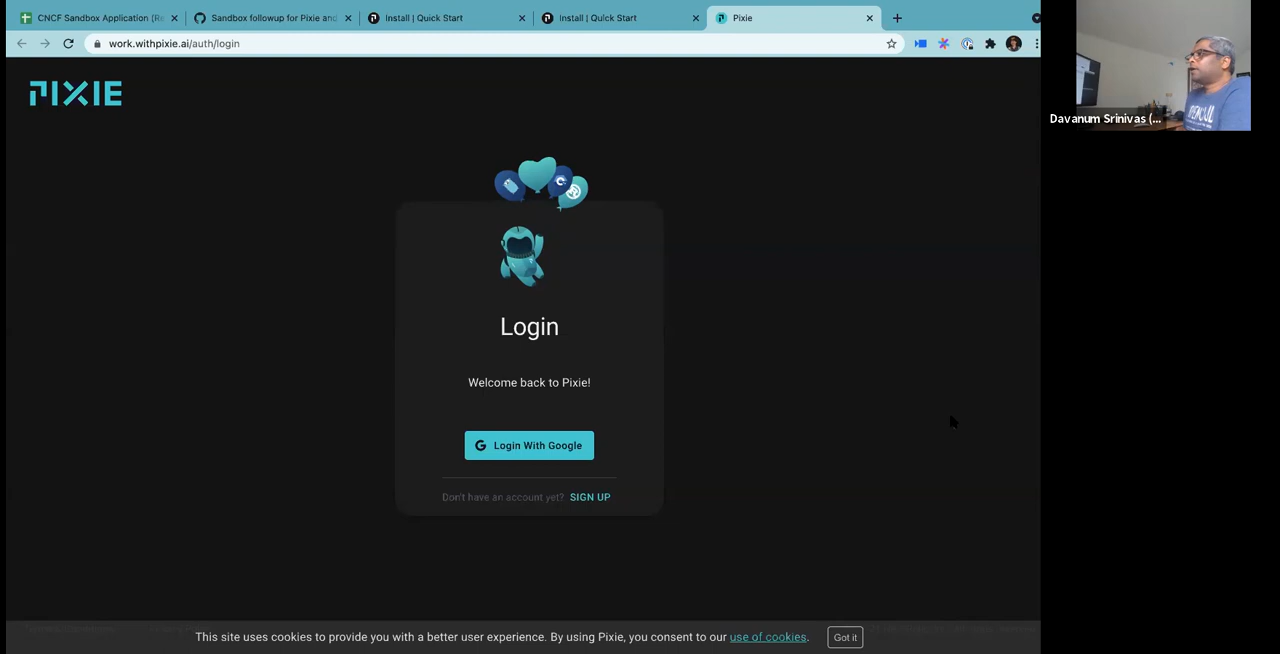 CNCF Sandbox Application (Re
Sandbox followup for Pixie and
Install | Quick Start
Install | Quick Start
Pixie
work.withpixie.ai/auth/login
PIXIE
Login
Welcome back to Pixie!
G Login With Google
Don't have an account yet? SIGN UP
This site uses cookies to provide you with a better user experience. By using Pixie, you consent to our use of cookies.
Got it
Davanum Srinivas (...